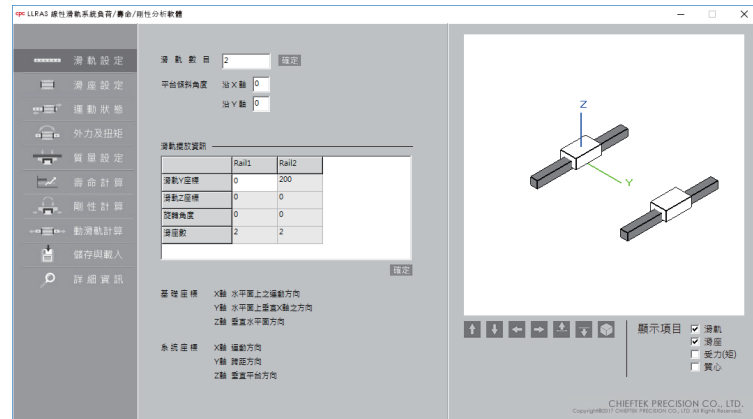 cpc LLRAS 線性滑軌系統負荷/壽命/剛性分析軟體
滑軌設定
滑座設定
運動狀態
外力及扭矩
質量設定
壽命計算
剛性計算
動滑軌計算
儲存與載入
詳細資訊
滑軌數目 2 確定
平台傾斜角度 沿X軸 0
沿Y軸 0
滑軌擺放資訊
Rail1 Rail2
滑軌Y座標 0 200
滑軌Z座標 0 0
旋轉角度 0 0
滑座數 2 2
確定
基礎座標 X軸 水平面上之運動方向
Y軸 水平面上垂直X軸之方向
Z軸 垂直水平面方向
系統座標 X軸 運動方向
Y軸 跨距方向
Z軸 垂直平台方向
Z
Y
顯示項目 滑軌
滑座
受力(矩)
質心
CHIEFTEK PRECISION CO., LTD.
Copyright®2017 CHIEFTEK PRECISION CO., LTD. All Rights Reserved.